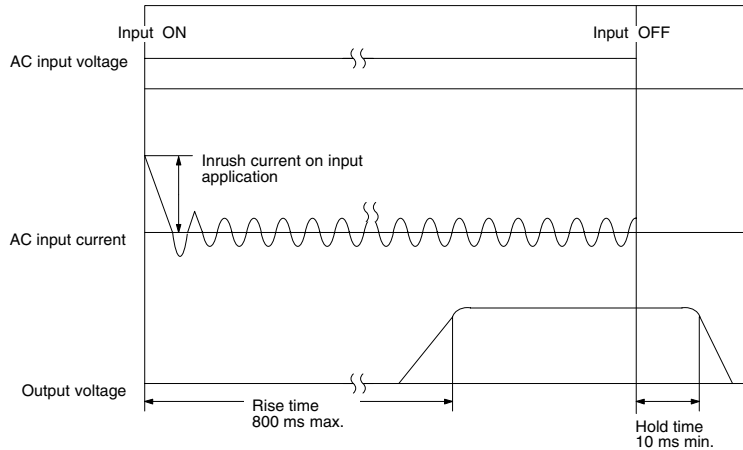 Input ON
Input OFF
AC input voltage
Inrush current on input
application
AC input current
Output voltage
Rise time
800 ms max.
Hold time
10 ms min.